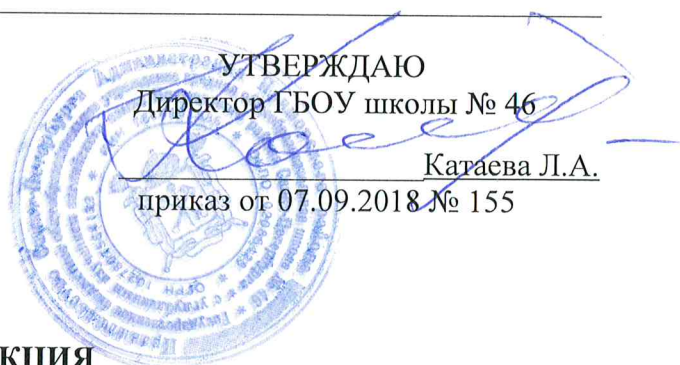 УТВЕРЖДАЮ
Директор ГБОУ школы № 46
Катаева Л.А.
приказ от 07.09.2018 № 155
КЦИЯ